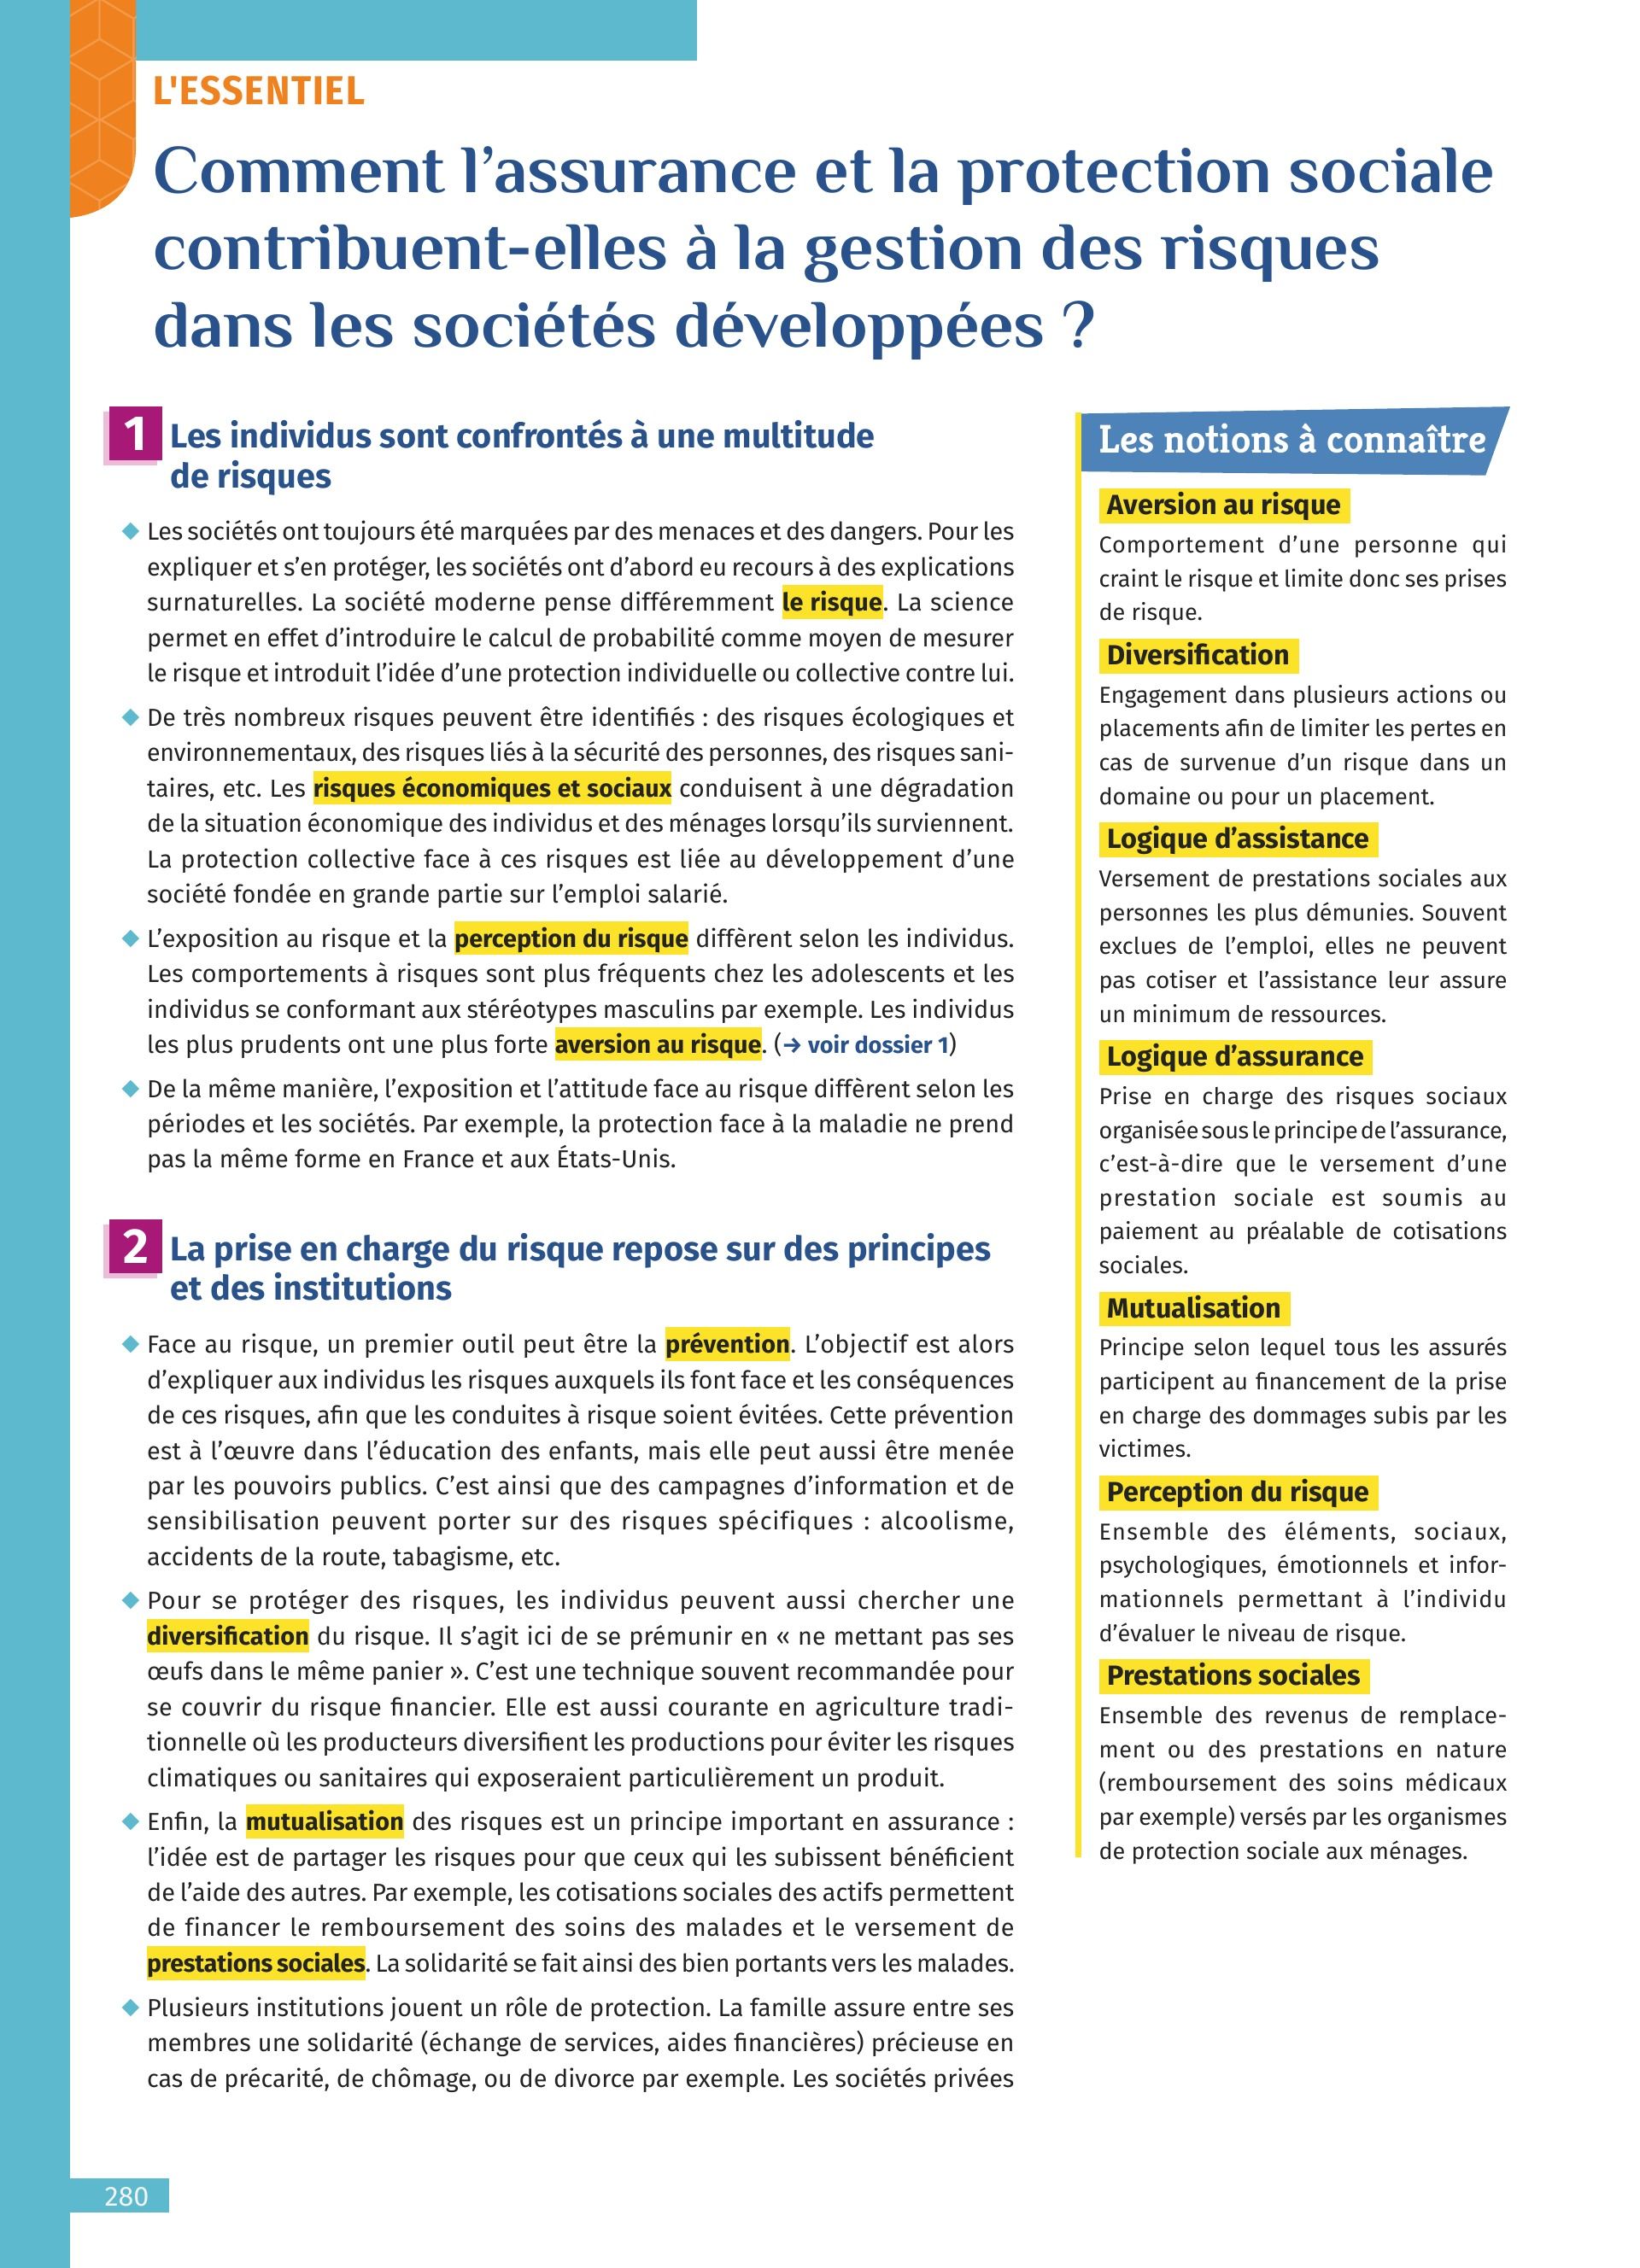 L'ESSENTIEL
Comment l’assurance et la protection sociale
contribuent-elles à la gestion des risques
dans les sociétés développées ?
1 Les individus sont confrontés à une multitude
de risques
◆ Les sociétés ont toujours été marquées par des menaces et des dangers. Pour les
expliquer et s’en protéger, les sociétés ont d’abord eu recours à des explications
surnaturelles. La société moderne pense différemment le risque. La science
permet en effet d’introduire le calcul de probabilité comme moyen de mesurer
le risque et introduit l’idée d’une protection individuelle ou collective contre lui.
◆ De très nombreux risques peuvent être identifiés : des risques écologiques et
environnementaux, des risques liés à la sécurité des personnes, des risques sani-
taires, etc. Les risques économiques et sociaux conduisent à une dégradation
de la situation économique des individus et des ménages lorsqu’ils surviennent.
La protection collective face à ces risques est liée au développement d’une
société fondée en grande partie sur l’emploi salarié.
◆ L’exposition au risque et la perception du risque diffèrent selon les individus.
Les comportements à risques sont plus fréquents chez les adolescents et les
individus se conformant aux stéréotypes masculins par exemple. Les individus
les plus prudents ont une plus forte aversion au risque. (→ voir dossier 1)
◆ De la même manière, l’exposition et l’attitude face au risque diffèrent selon les
périodes et les sociétés. Par exemple, la protection face à la maladie ne prend
pas la même forme en France et aux États-Unis.
2 La prise en charge du risque repose sur des principes
et des institutions
◆ Face au risque, un premier outil peut être la prévention. L’objectif est alors
d’expliquer aux individus les risques auxquels ils font face et les conséquences
de ces risques, afin que les conduites à risque soient évitées. Cette prévention
est à l’œuvre dans l’éducation des enfants, mais elle peut aussi être menée
par les pouvoirs publics. C’est ainsi que des campagnes d’information et de
sensibilisation peuvent porter sur des risques spécifiques : alcoolisme,
accidents de la route, tabagisme, etc.
◆ Pour se protéger des risques, les individus peuvent aussi chercher une
diversification du risque. Il s’agit ici de se prémunir en « ne mettant pas ses
œufs dans le même panier ». C’est une technique souvent recommandée pour
se couvrir du risque financier. Elle est aussi courante en agriculture tradi-
tionnelle où les producteurs diversifient les productions pour éviter les risques
climatiques ou sanitaires qui exposeraient particulièrement un produit.
◆ Enfin, la mutualisation des risques est un principe important en assurance :
l’idée est de partager les risques pour que ceux qui les subissent bénéficient
de l’aide des autres. Par exemple, les cotisations sociales des actifs permettent
de financer le remboursement des soins des malades et le versement de
prestations sociales. La solidarité se fait ainsi des bien portants vers les malades.
◆ Plusieurs institutions jouent un rôle de protection. La famille assure entre ses
membres une solidarité (échange de services, aides financières) précieuse en
cas de précarité, de chômage, ou de divorce par exemple. Les sociétés privées
Les notions à connaître
Aversion au risque
Comportement d’une personne qui
craint le risque et limite donc ses prises
de risque.
Diversification
Engagement dans plusieurs actions ou
placements afin de limiter les pertes en
cas de survenue d’un risque dans un
domaine ou pour un placement.
Logique d’assistance
Versement de prestations sociales aux
personnes les plus démunies. Souvent
exclues de l’emploi, elles ne peuvent
pas cotiser et l’assistance leur assure
un minimum de ressources.
Logique d’assurance
Prise en charge des risques sociaux
organisée sous le principe de l’assurance,
c’est-à-dire que le versement d’une
prestation sociale est soumis au
paiement au préalable de cotisations
sociales.
Mutualisation
Principe selon lequel tous les assurés
participent au financement de la prise
en charge des dommages subis par les
victimes.
Perception du risque
Ensemble des éléments, sociaux,
psychologiques, émotionnels et infor-
mationnels permettant à l’individu
d’évaluer le niveau de risque.
Prestations sociales
Ensemble des revenus de remplace-
ment ou des prestations en nature
(remboursement des soins médicaux
par exemple) versés par les organismes
de protection sociale aux ménages.
280